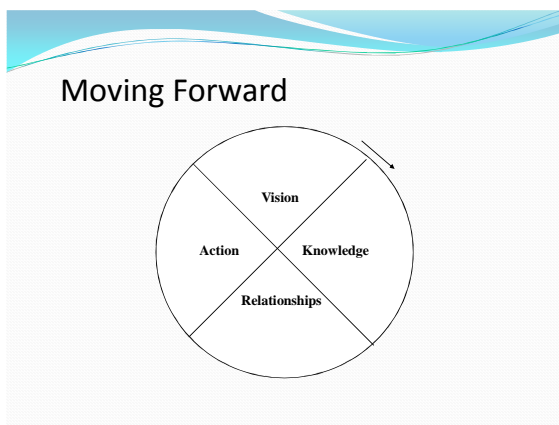 Moving Forward
Vision
Action
Knowledge
Relationships